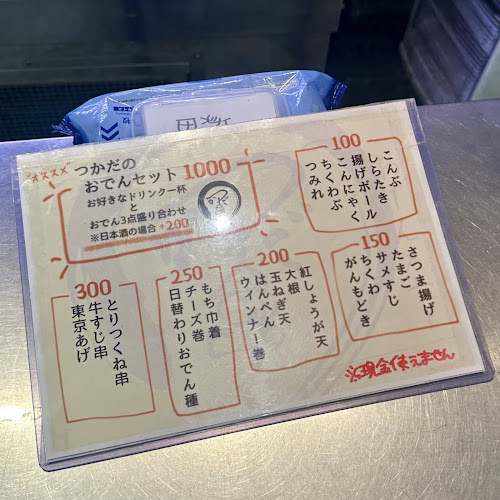 オススメ
つかだの
おでんセット 1000
お好きなドリンク一杯
と
おでん3点盛り合わせ
※日本酒の場合 +200
100
こんぶ
しらたき
揚げボール
こんにゃく
ちくわぶ
つみれ
150
さつま揚げ
たまご
サメすじ
ちくわ
がんもどき
200
紅しょうが天
大根
玉ねぎ天
はんぺん
ウインナー巻
250
もち巾着
チーズ巻
日替わりおでん種
300
とりつくね串
牛すじ串
東京あげ
※現金使えません